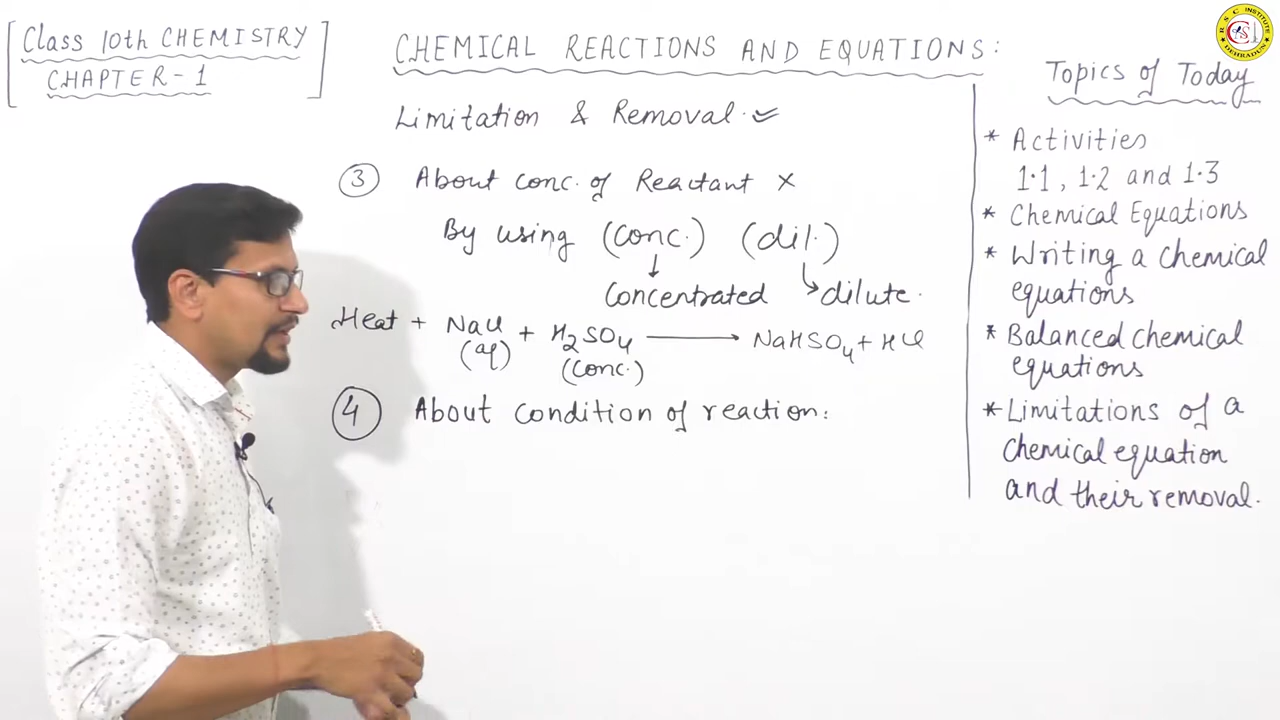 Class 10th CHEMISTRY
CHAPTER-1
CHEMICAL REACTIONS AND EQUATIONS:
Limitation & Removal.
③ About conc. of Reactant ×
By using (conc.) (dil.)
↓ ↳
Concentrated dilute.
Heat + NaCl + H₂SO₄ ⟶ NaHSO₄ + HCl
(aq) (conc.)
④ About condition of reaction:
Topics of Today
* Activities
1.1, 1.2 and 1.3
* Chemical Equations
* Writing a chemical
equations
* Balanced chemical
equations
* Limitations of a
chemical equation
and their removal.
RSC INSTITUTE
DEHRADUN